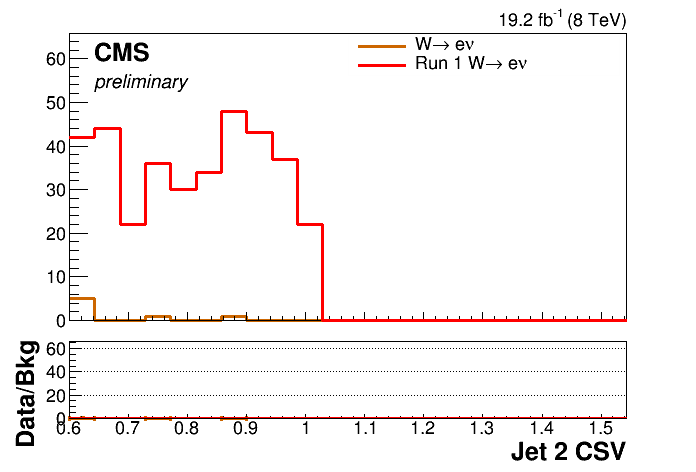 19.2 fb-1 (8 TeV)
CMS
preliminary
W→ eν
Run 1 W→ eν
60
50
40
30
20
10
0
Data/Bkg
60
40
20
0
0.6 0.7 0.8 0.9 1 1.1 1.2 1.3 1.4 1.5
Jet 2 CSV